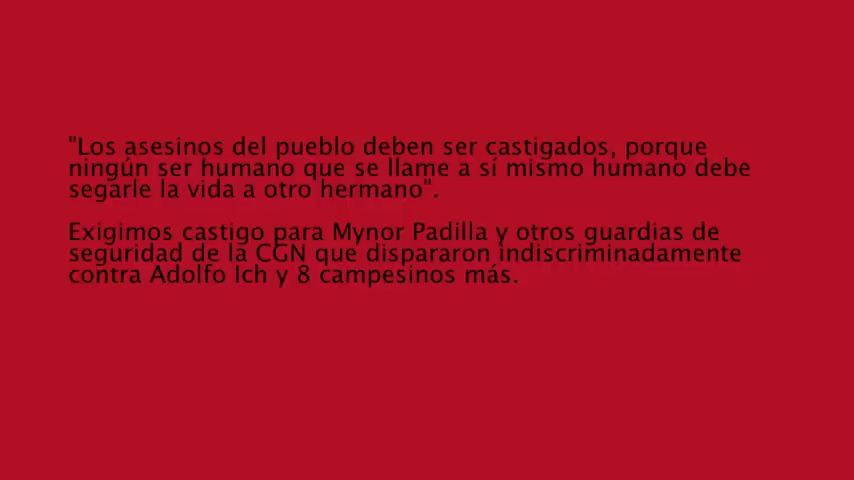 "Los asesinos del pueblo deben ser castigados, porque
ningún ser humano que se llame a sí mismo humano debe
segarle la vida a otro hermano".
Exigimos castigo para Mynor Padilla y otros guardias de
seguridad de la CGN que dispararon indiscriminadamente
contra Adolfo Ich y 8 campesinos más.